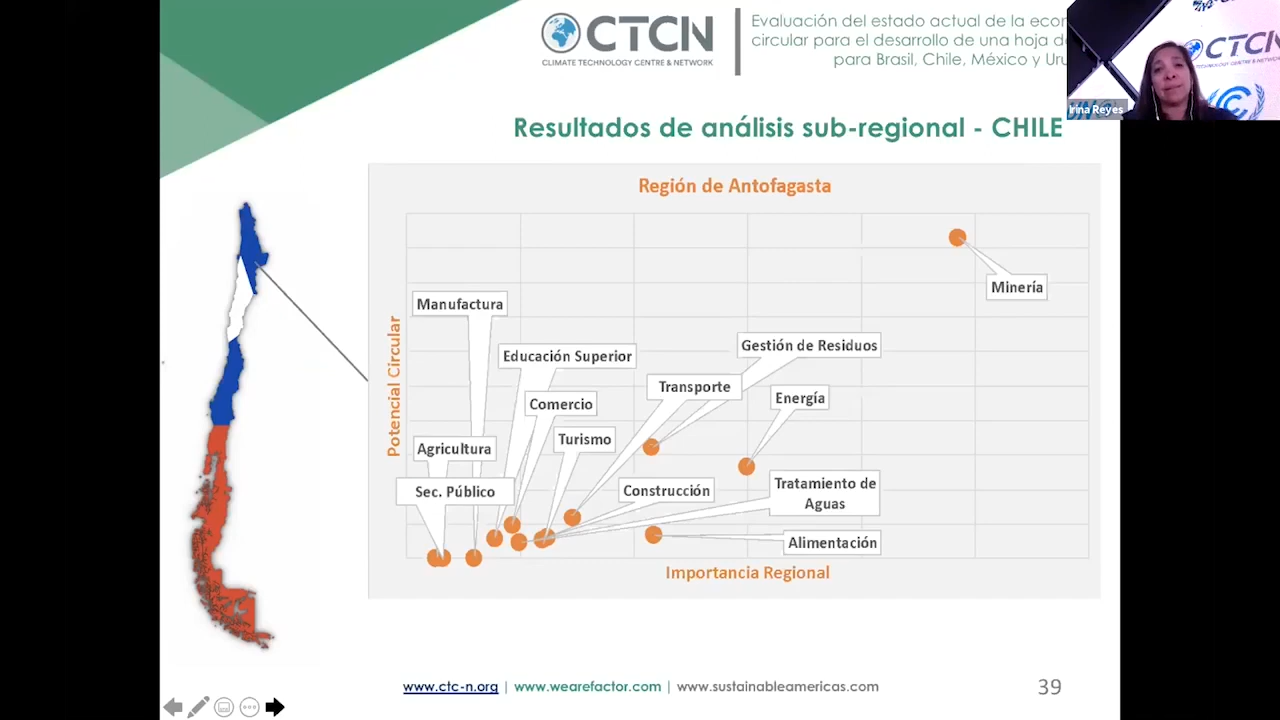 CTCN
CLIMATE TECHNOLOGY CENTRE & NETWORK
Evaluación del estado actual de la
circular para el desarrollo de una hoja
para Brasil, Chile, México y
Irina Reyes
CTCN
Resultados de análisis sub-regional - CHILE
Región de Antofagasta
Minería
Manufactura
Gestión de Residuos
Educación Superior
Transporte
Energía
Comercio
Turismo
Agricultura
Sec. Público
Construcción
Tratamiento de
Aguas
Alimentación
Potencial Circular
Importancia Regional
www.ctc-n.org | www.wearefactor.com | www.sustainableamericas.com
39